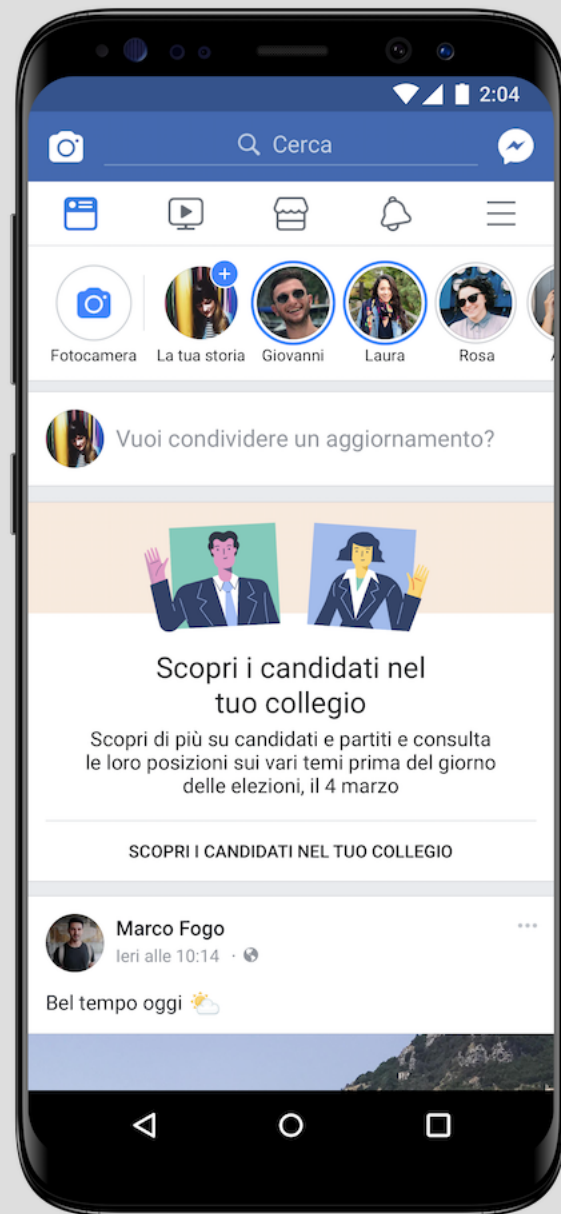 2:04
Cerca
Fotocamera
La tua storia
Giovanni
Laura
Rosa
Vuoi condividere un aggiornamento?
Scopri i candidati nel
tuo collegio
Scopri di più su candidati e partiti e consulta
le loro posizioni sui vari temi prima del giorno
delle elezioni, il 4 marzo
SCOPRI I CANDIDATI NEL TUO COLLEGIO
Marco Fogo
Ieri alle 10:14 ·
Bel tempo oggi 🌤️